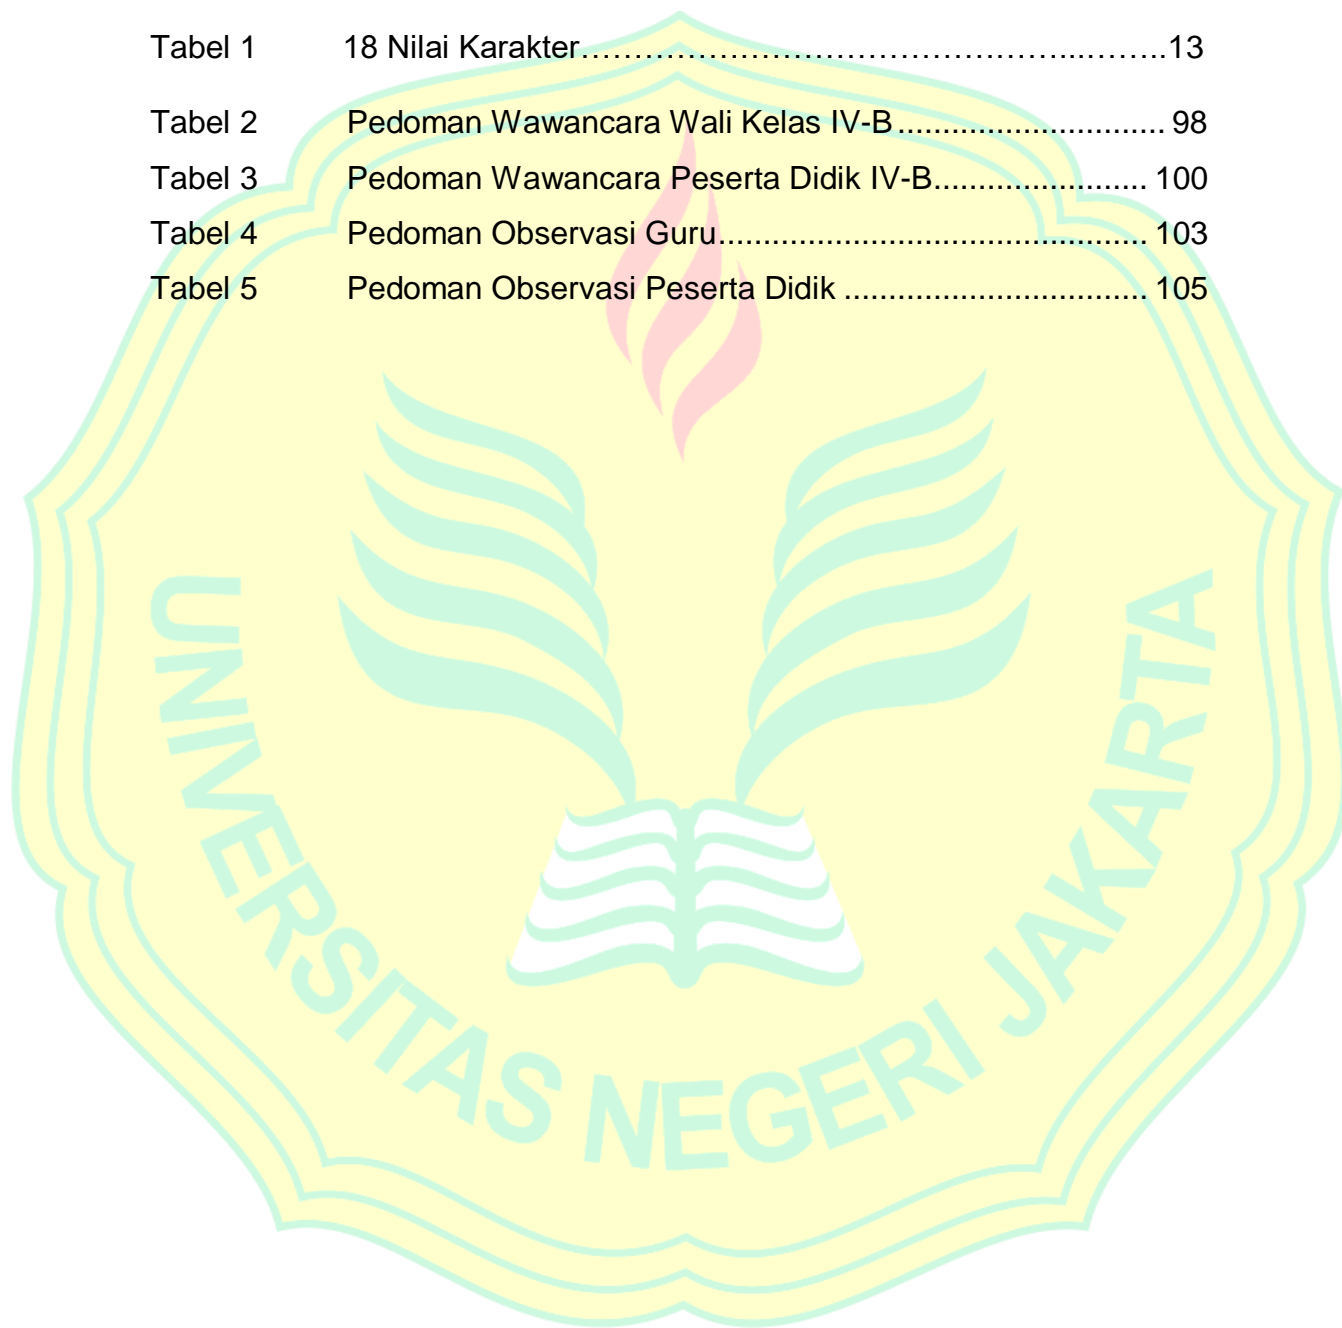 Tabel 1 18 Nilai Karakter……………………………………………...……..13
Tabel 2 Pedoman Wawancara Wali Kelas IV-B.............................. 98
Tabel 3 Pedoman Wawancara Peserta Didik IV-B........................ 100
Tabel 4 Pedoman Observasi Guru................................................ 103
Tabel 5 Pedoman Observasi Peserta Didik .................................. 105
UNIVERSITAS NEGERI JAKARTA